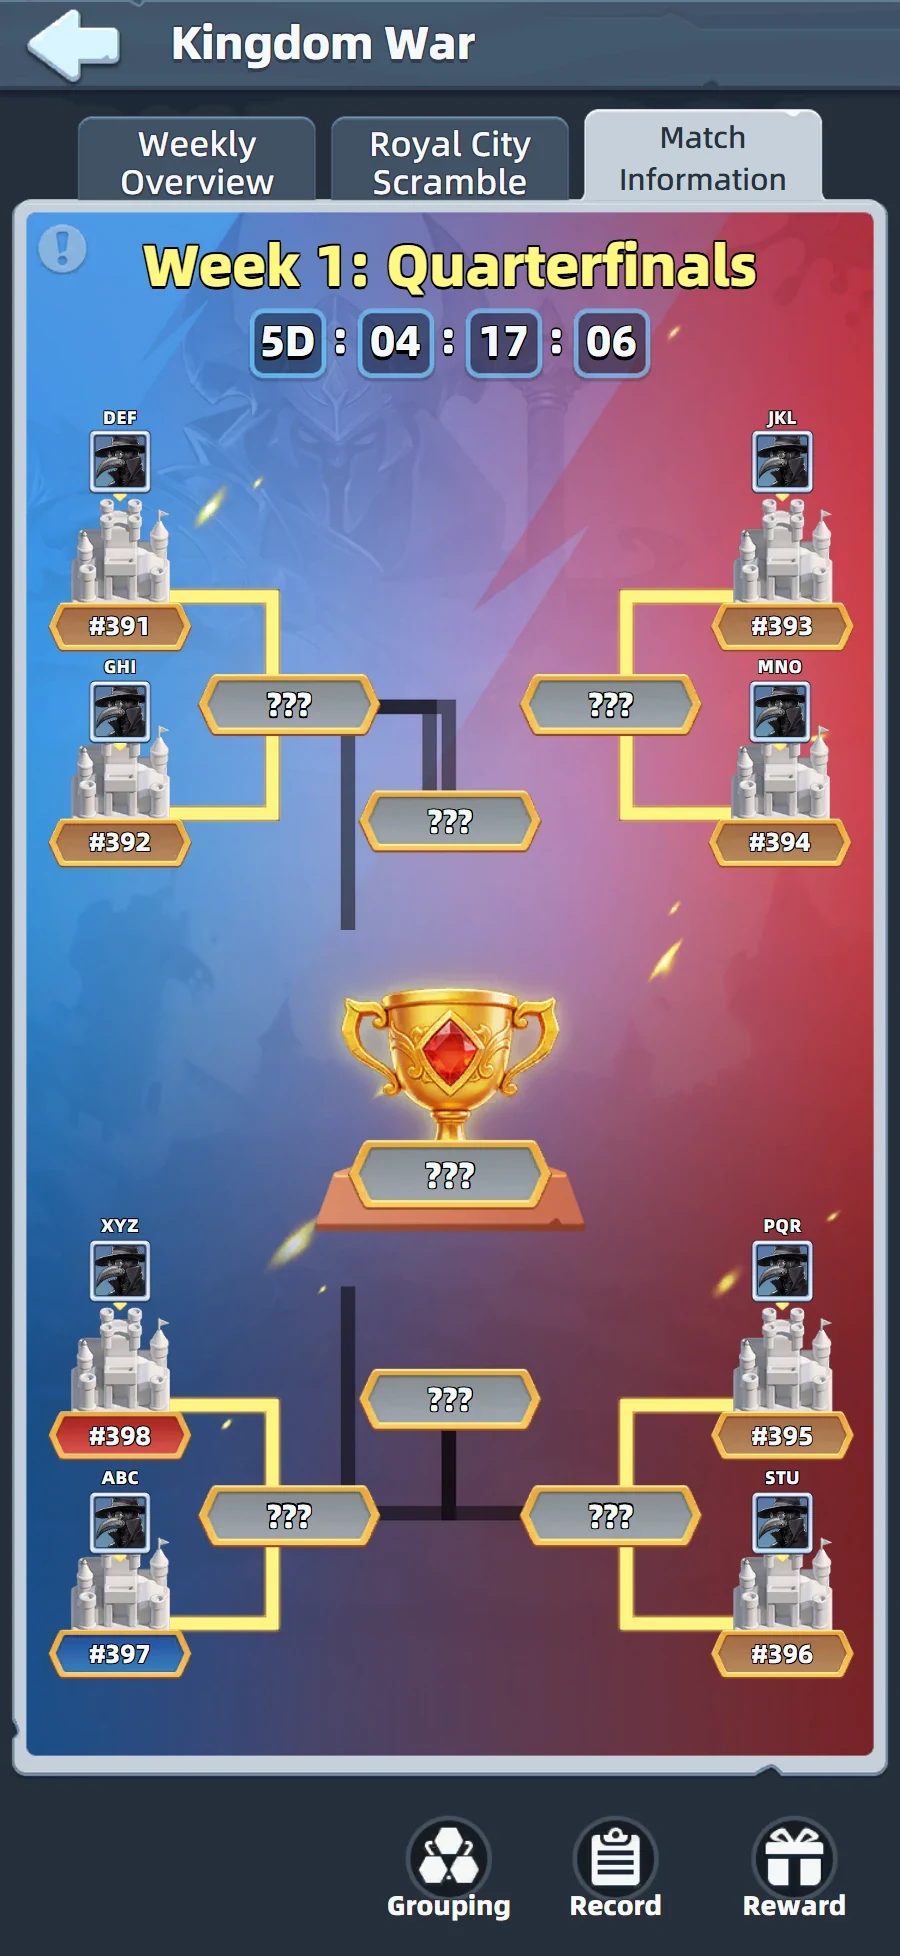 Kingdom War
Weekly
Overview
Royal City
Scramble
Match
Information
Week 1: Quarterfinals
5D : 04 : 17 : 06
DEF
JKL
#391
#393
GHI
MNO
???
???
???
#392
#394
???
XYZ
PQR
???
#398
#395
ABC
STU
???
???
#397
#396
Grouping
Record
Reward